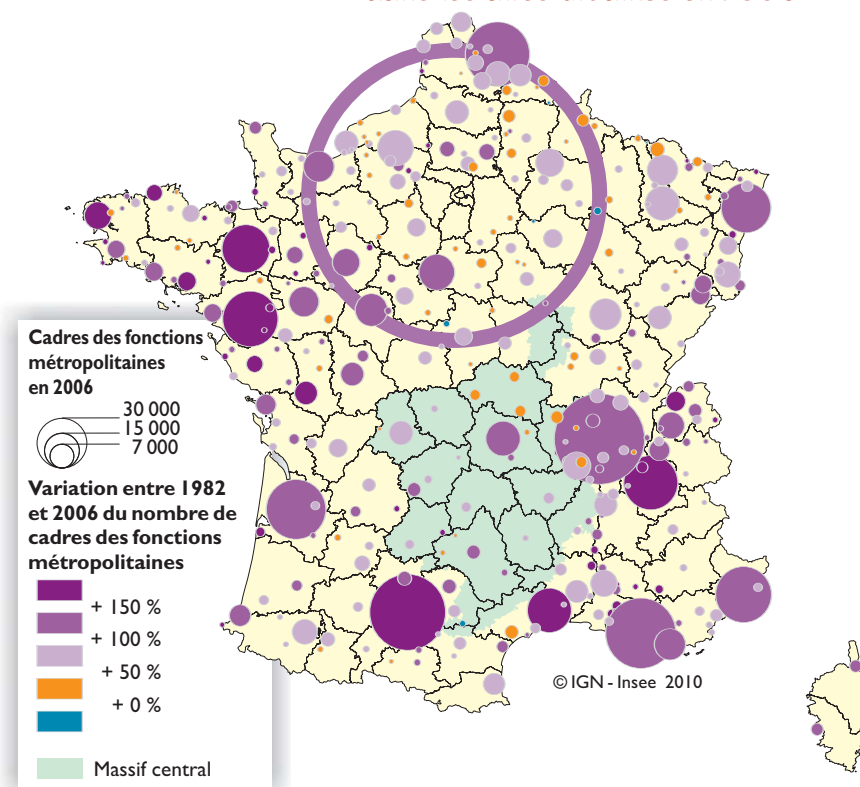 Cadres des fonctions
métropolitaines
en 2006
30 000
15 000
7 000
Variation entre 1982
et 2006 du nombre de
cadres des fonctions
métropolitaines
+ 150 %
+ 100 %
+ 50 %
+ 0 %
Massif central
© IGN - Insee 2010